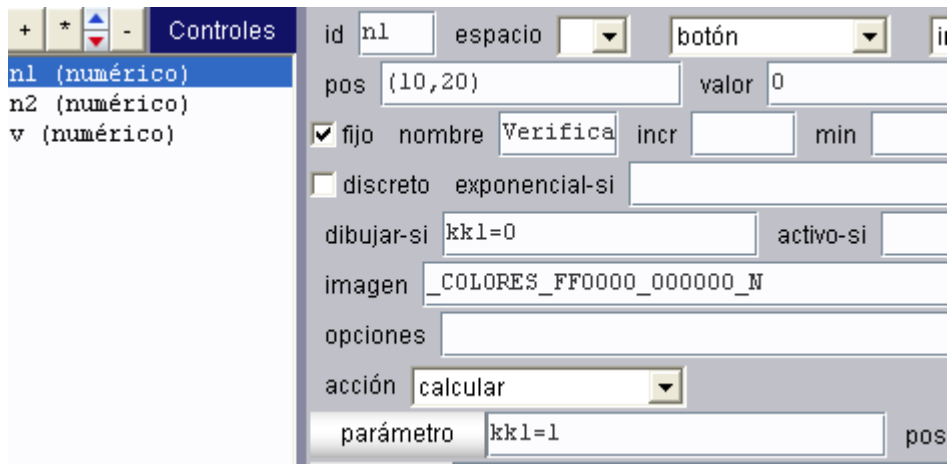 + * - Controles
n1 (numérico)
n2 (numérico)
v (numérico)
id n1 espacio botón
pos (10,20) valor 0
fijo nombre Verifica incr min
discreto exponencial-si
dibujar-si kk1=0 activo-si
imagen _COLORES_FF0000_000000_N
opciones
acción calcular
parámetro kk1=1 pos